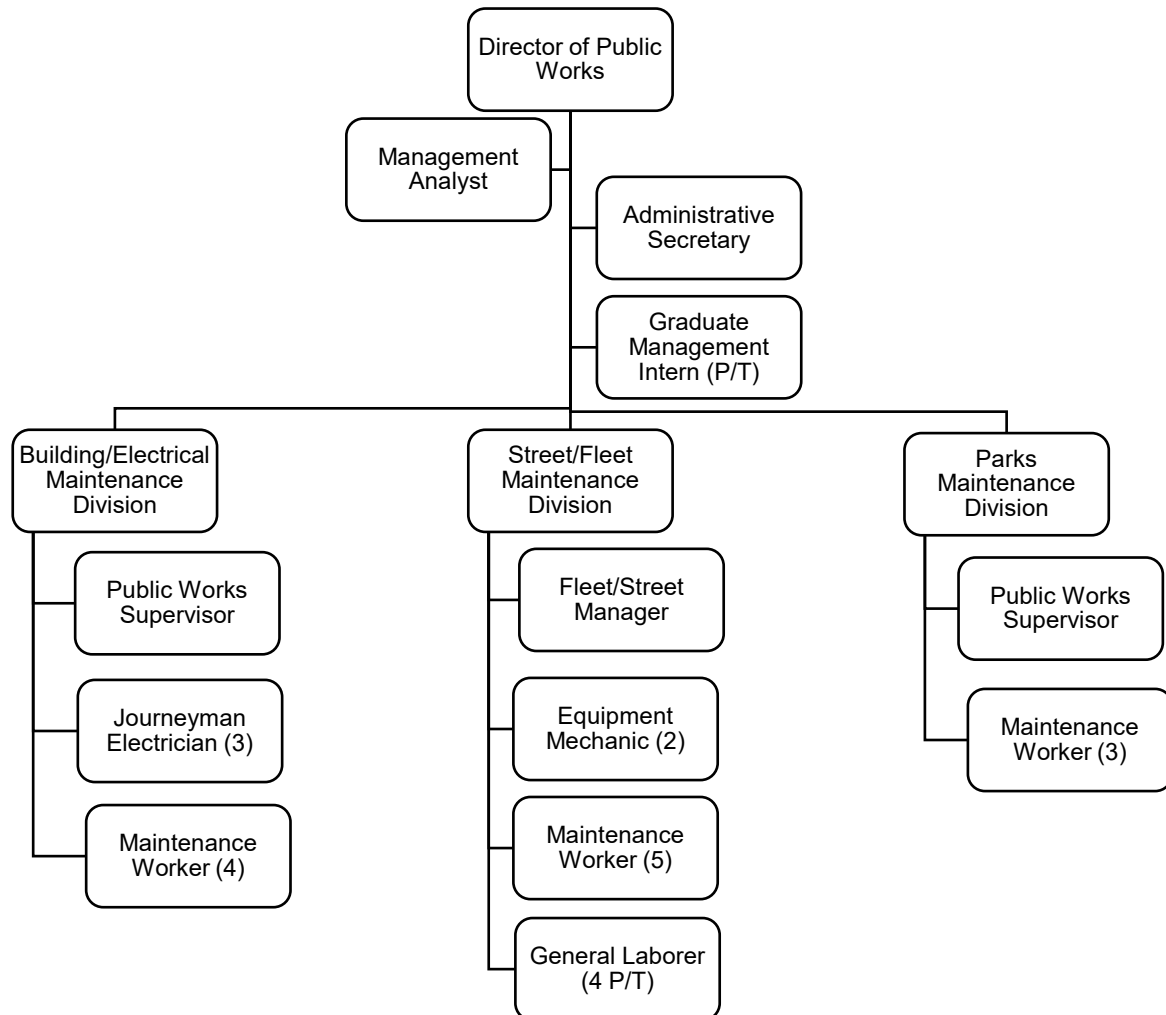 Director of Public
Works
Management
Analyst
Administrative
Secretary
Graduate
Management
Intern (P/T)
Building/Electrical
Maintenance
Division
Public Works
Supervisor
Journeyman
Electrician (3)
Maintenance
Worker (4)
Street/Fleet
Maintenance
Division
Fleet/Street
Manager
Equipment
Mechanic (2)
Maintenance
Worker (5)
General Laborer
(4 P/T)
Parks
Maintenance
Division
Public Works
Supervisor
Maintenance
Worker (3)